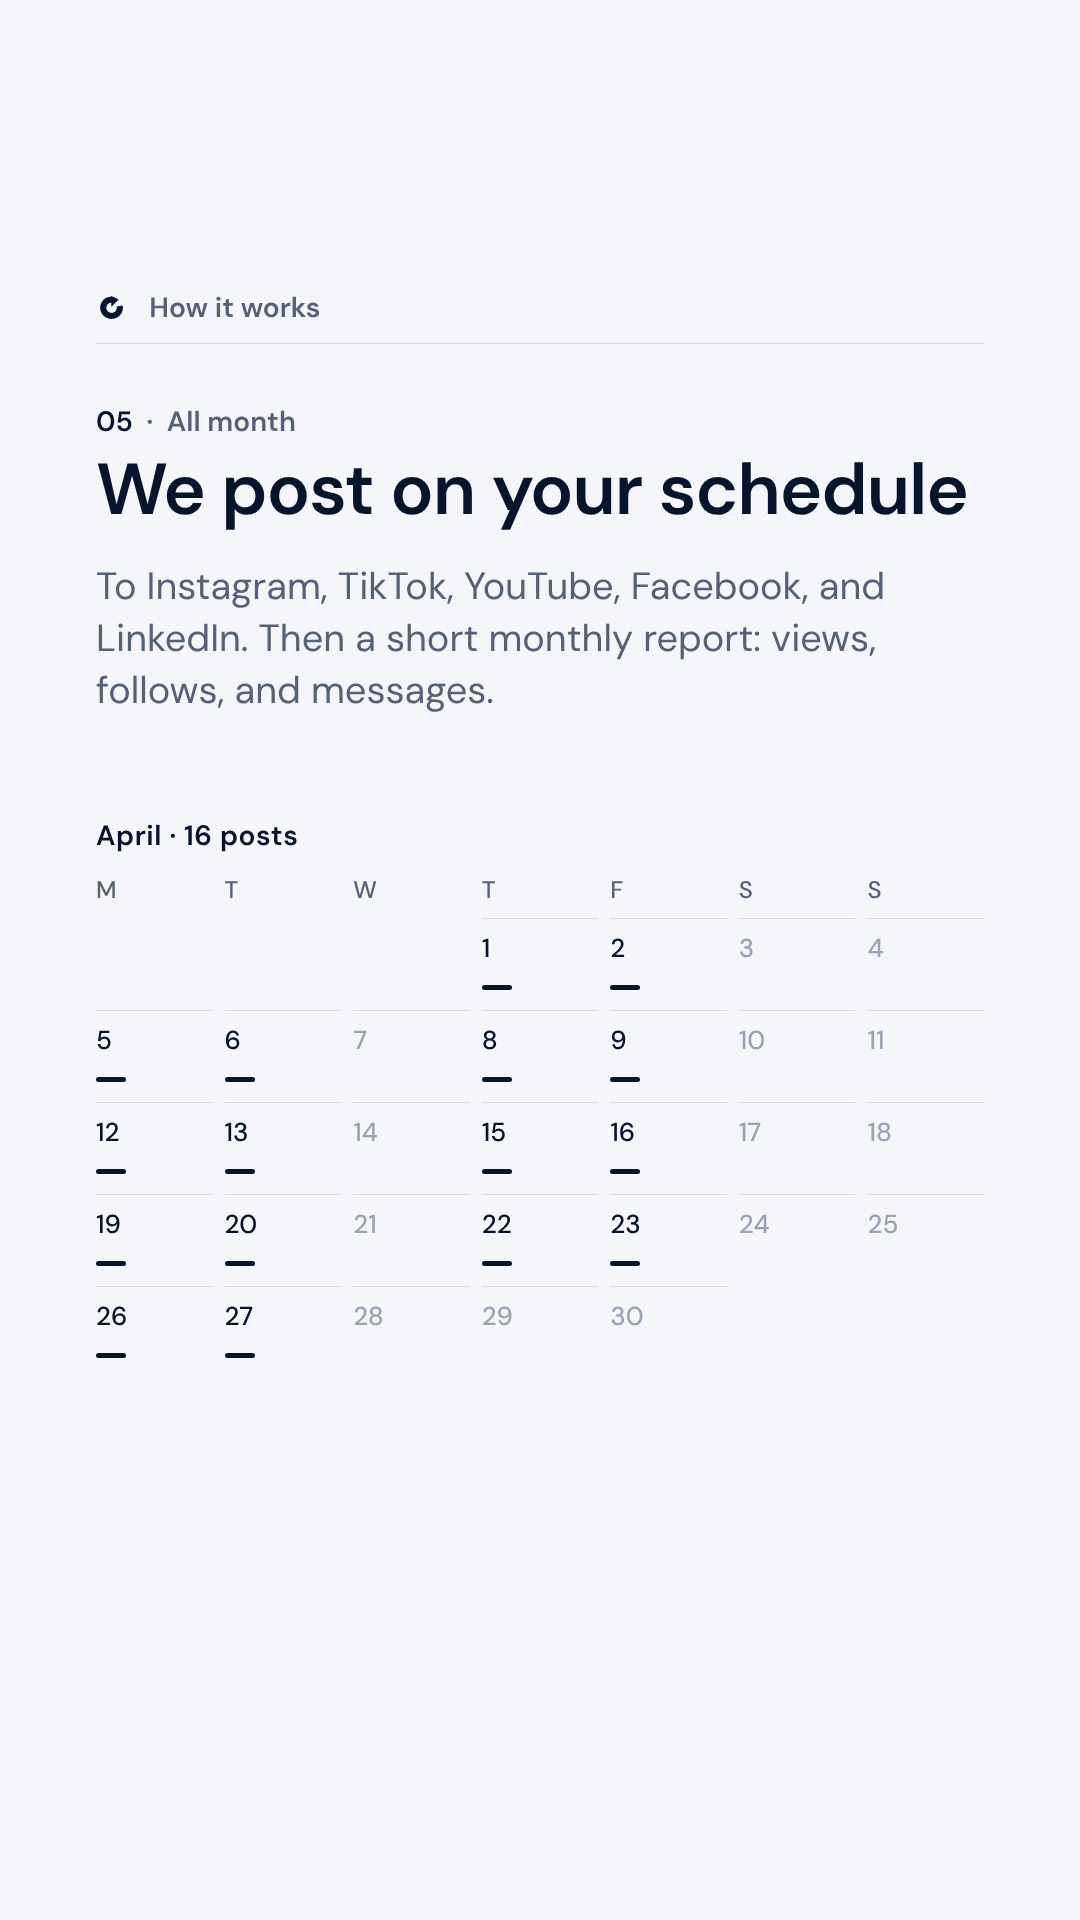 How it works
05 · All month
We post on your schedule
To Instagram, TikTok, YouTube, Facebook, and
LinkedIn. Then a short monthly report: views,
follows, and messages.
April · 16 posts
M T W T F S S
1 2 3 4
5 6 7 8 9 10 11
12 13 14 15 16 17 18
19 20 21 22 23 24 25
26 27 28 29 30